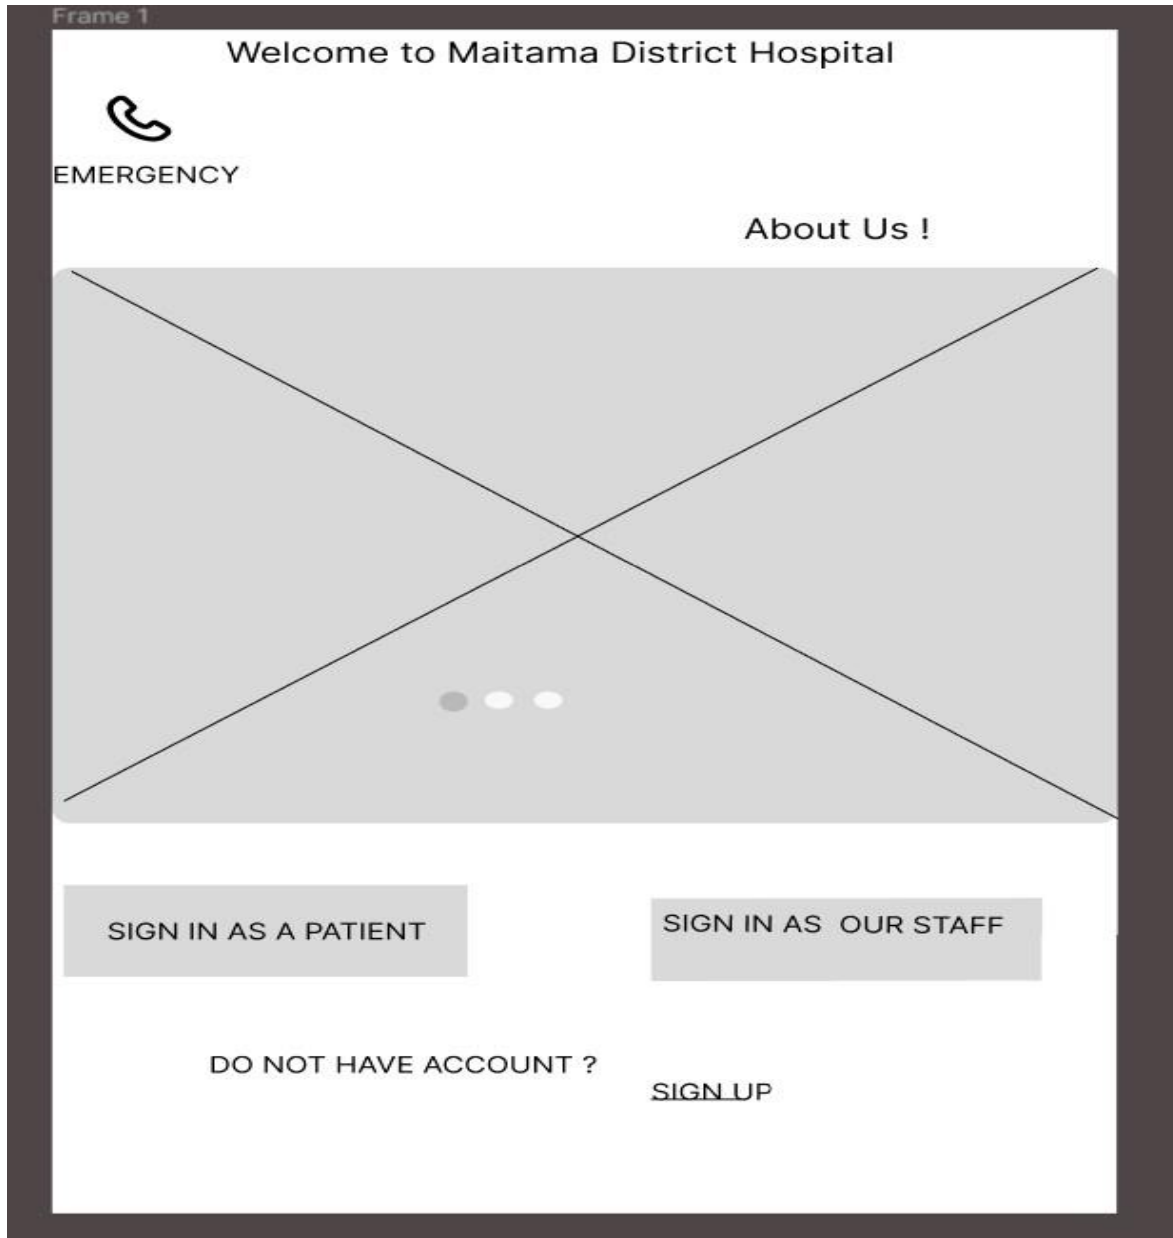 Frame 1
Welcome to Maitama District Hospital
EMERGENCY
About Us !
SIGN IN AS A PATIENT
SIGN IN AS  OUR STAFF
DO NOT HAVE ACCOUNT ?
SIGN UP